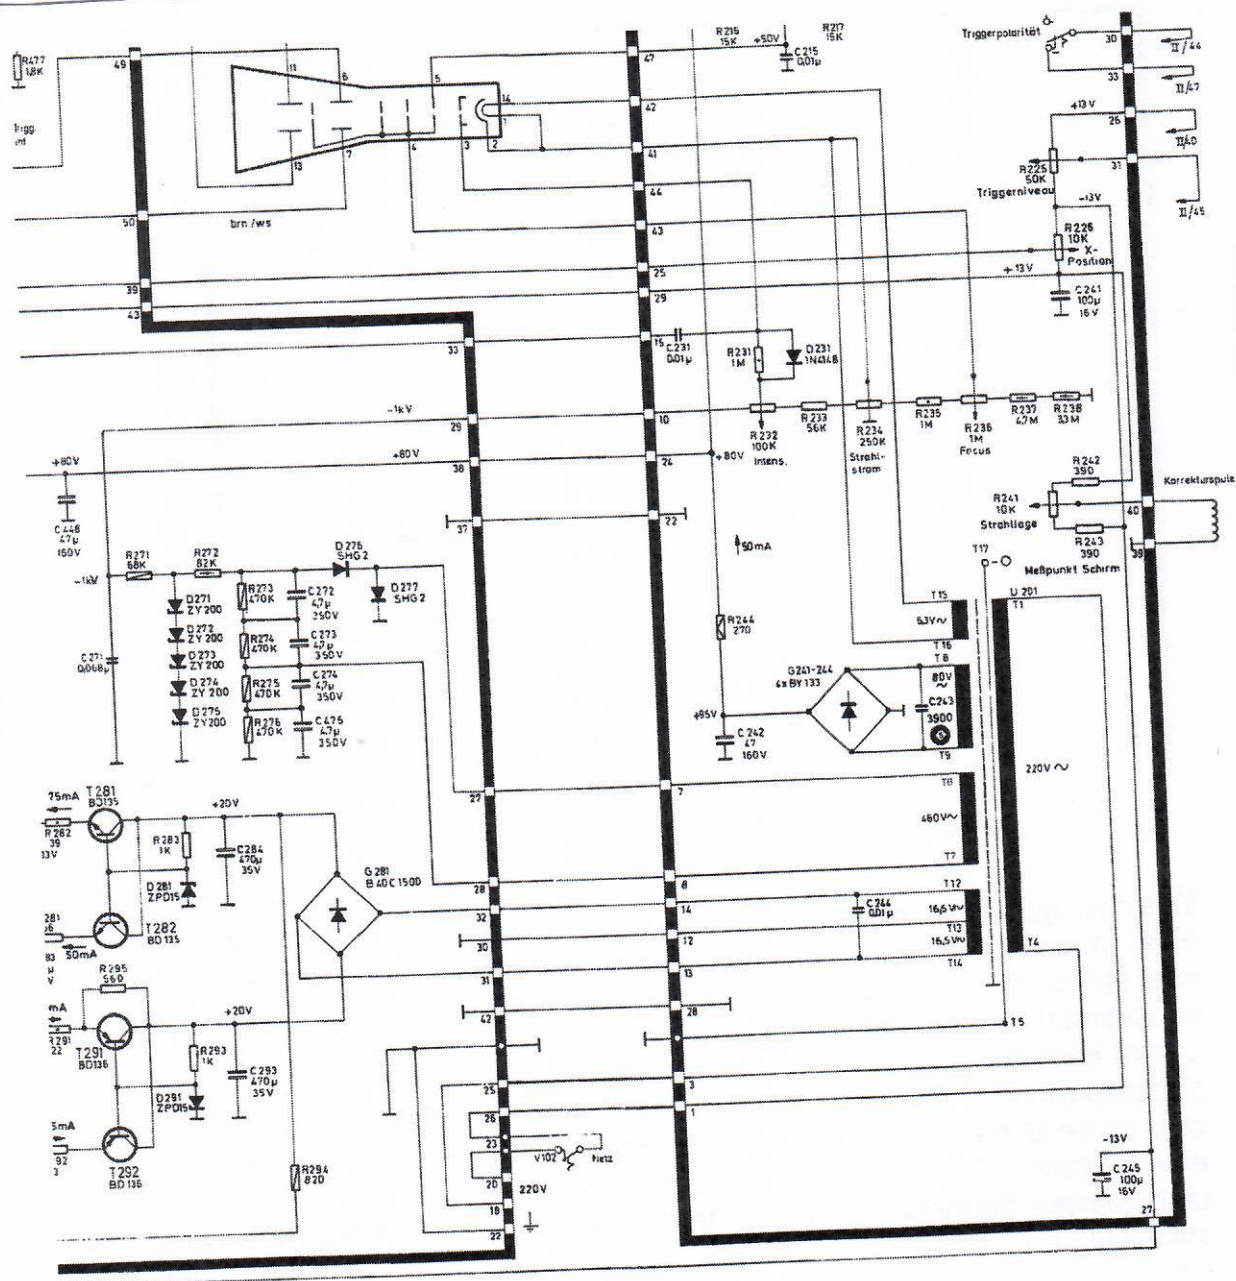 R477
1,8K
49
11
6
5
14
1
13
7
4
3
2
50
brn./ws
39
43
33
R216
15K
+50V
R217
15K
C215
0,01µ
47
42
41
44
43
25
29
15
Triggerpolarität
30
II/44
33
II/47
+13V
26
II/40
R225
50K
Triggerniveau
31
II/45
-13V
R226
10K
X-
Position
+13V
C241
100µ
16V
C231
0,01µ
R231
1M
D231
1N4148
-1kV
29
10
R232
100K
Intens.
R233
56K
R234
250K
Strahl-
strom
R235
1M
R236
1M
Focus
R237
4,7M
R238
3,3M
+80V
+80V
38
24
+80V
C446
47µ
160V
37
22
R242
390
Korrekturspule
R241
10K
Strahllage
40
R243
390
39
Meßpunkt Schirm
50mA
T17
R271
68K
R272
82K
D276
SHG2
D277
SHG2
-1kV
R273
470K
C272
4,7µ
350V
D271
ZY200
D272
ZY200
R274
470K
C273
4,7µ
350V
D273
ZY200
C271
0,068µ
D274
ZY200
R275
470K
C274
4,7µ
350V
D275
ZY200
R276
470K
C475
4,7µ
350V
R244
270
T15
6,3V~
T16
Ü201
T1
G241-244
4x BY133
T8
80V
~
C243
3900
S
T9
+95V
C242
47
160V
220V~
27
7
T6
460V~
T7
75mA
T281
BD135
+20V
R282
39
13V
R283
1K
C284
470µ
35V
D281
ZPD15
G281
B40C1500
28
8
T12
32
14
C244
0,01µ
16,5V~
T13
T282
BD135
50mA
30
12
16,5V~
T14
T4
31
13
R295
560
mA
42
28
T291
BD136
+20V
T5
R293
1K
C293
470µ
35V
D291
ZPD15
25
3
26
1
5mA
92
3
T292
BD136
R294
820
23
V102
Netz
20
220V
18
22
-13V
C245
100µ
16V
27